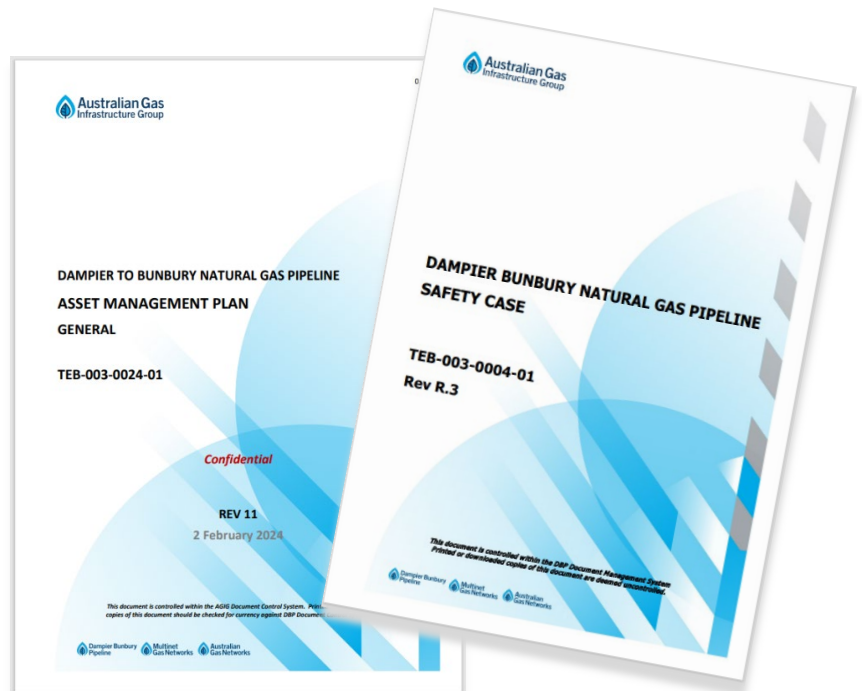 Australian Gas
Infrastructure Group
DAMPIER TO BUNBURY NATURAL GAS PIPELINE
ASSET MANAGEMENT PLAN
GENERAL
TEB-003-0024-01
Confidential
REV 11
2 February 2024
This document is controlled within the AGIG Document Control System.
copies of this document should be checked for currency against DBP
Dampier Bunbury
Pipeline
Multinet
Gas Networks
Australian
Gas Networks
Australian Gas
Infrastructure Group
DAMPIER BUNBURY NATURAL GAS PIPELINE
SAFETY CASE
TEB-003-0004-01
Rev R.3
This document is controlled within the DBP Document Management System
Printed or downloaded copies of this document are deemed uncontrolled.
Dampier Bunbury
Pipeline
Multinet
Gas Networks
Australian
Gas Networks